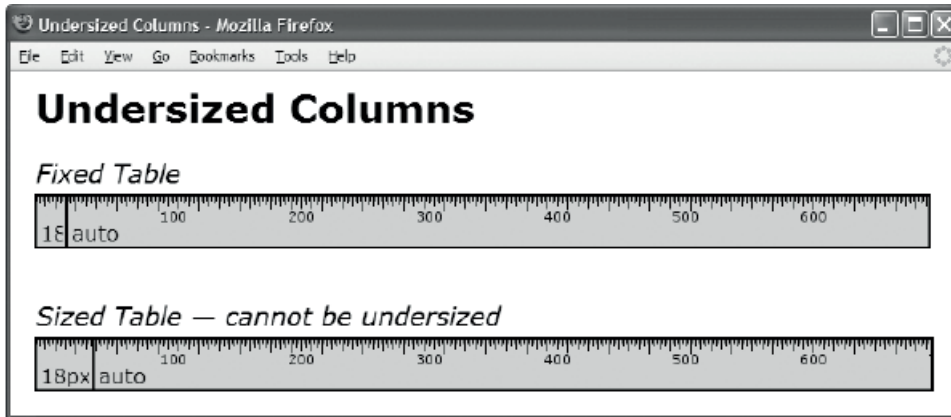 Undersized Columns - Mozilla Firefox
File Edit View Go Bookmarks Tools Help
Undersized Columns
Fixed Table
100 200 300 400 500 600
18 auto
Sized Table — cannot be undersized
100 200 300 400 500 600
18px auto